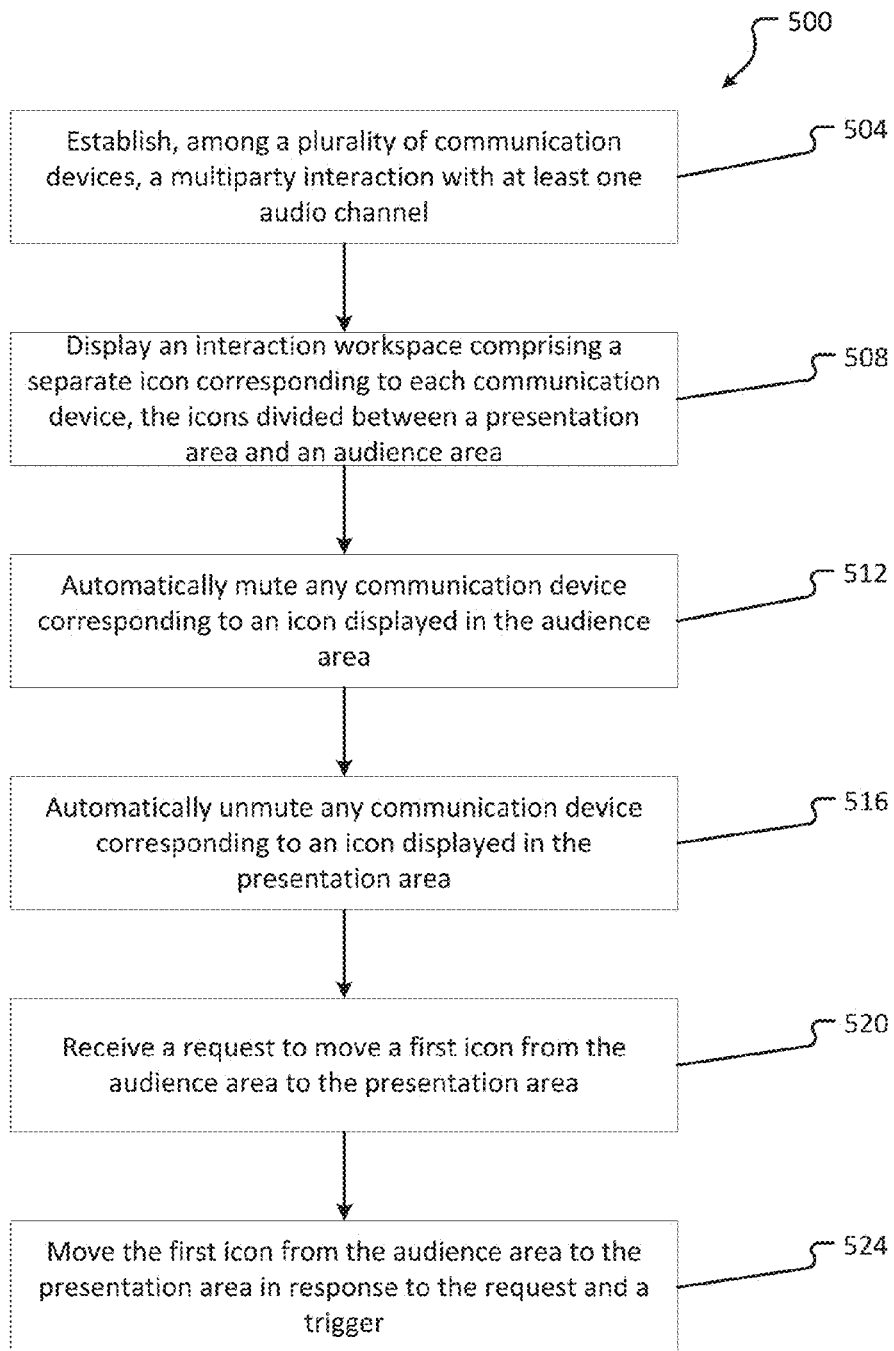 500
Establish, among a plurality of communication
devices, a multiparty interaction with at least one
audio channel
504
Display an interaction workspace comprising a
separate icon corresponding to each communication
device, the icons divided between a presentation
area and an audience area
508
Automatically mute any communication device
corresponding to an icon displayed in the audience
area
512
Automatically unmute any communication device
corresponding to an icon displayed in the
presentation area
516
Receive a request to move a first icon from the
audience area to the presentation area
520
Move the first icon from the audience area to the
presentation area in response to the request and a
trigger
524